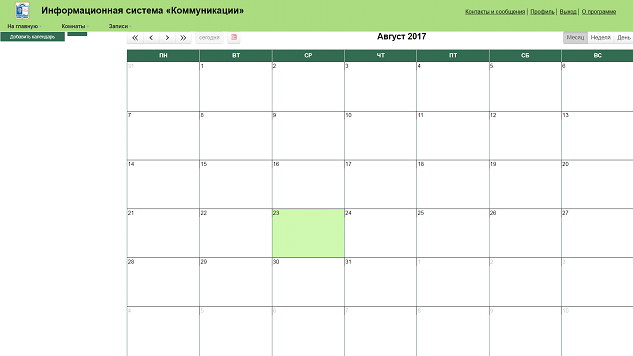 Информационная система «Коммуникации»
Контакты и сообщения | Профиль | Выход | О программе
На главную Комнаты Записи
Добавить календарь
сегодня Август 2017 Месяц Неделя День
ПН ВТ СР ЧТ ПТ СБ ВС
31 1 2 3 4 5 6
7 8 9 10 11 12 13
14 15 16 17 18 19 20
21 22 23 24 25 26 27
28 29 30 31 1 2 3
4 5 6 7 8 9 10